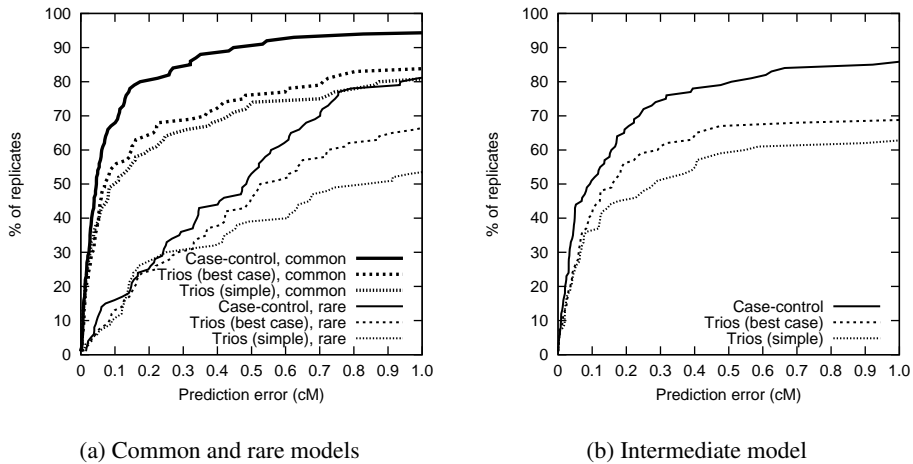 100
90
80
70
60
50
40
30
20
10
0
% of replicates
Case-control, common
Trios (best case), common
Trios (simple), common
Case-control, rare
Trios (best case), rare
Trios (simple), rare
0 0.1 0.2 0.3 0.4 0.5 0.6 0.7 0.8 0.9 1.0
Prediction error (cM)
(a) Common and rare models
100
90
80
70
60
50
40
30
20
10
0
% of replicates
Case-control
Trios (best case)
Trios (simple)
0 0.1 0.2 0.3 0.4 0.5 0.6 0.7 0.8 0.9 1.0
Prediction error (cM)
(b) Intermediate model